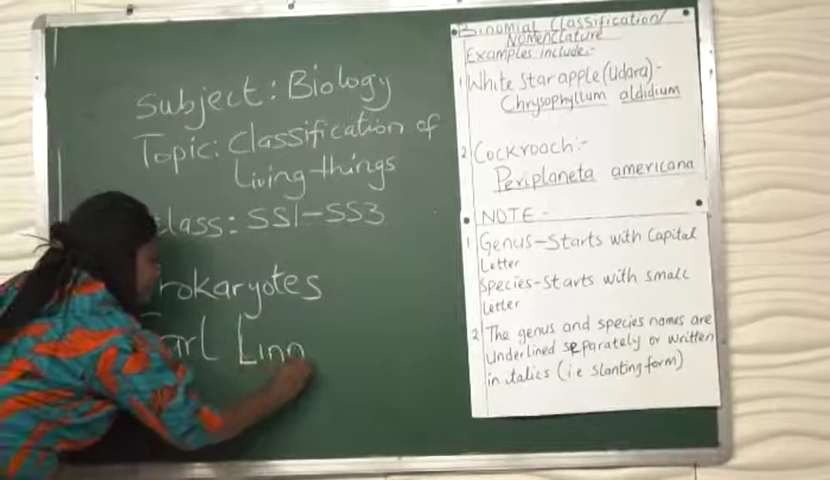 Subject: Biology
Topic: Classification of
Living things
Class: SS1-SS3
rokaryotes
arl Linn
Binomial Classification/
Nomenclature
Examples include:-
1 White star apple (Udara)-
Chrysophyllum aldidium
2 Cockroach:-
Periplaneta americana
NOTE-
1 Genus-Starts with Capital
Letter
Species-Starts with small
Letter
2 The genus and species names are
underlined separately or written
in italics (i.e slanting form)